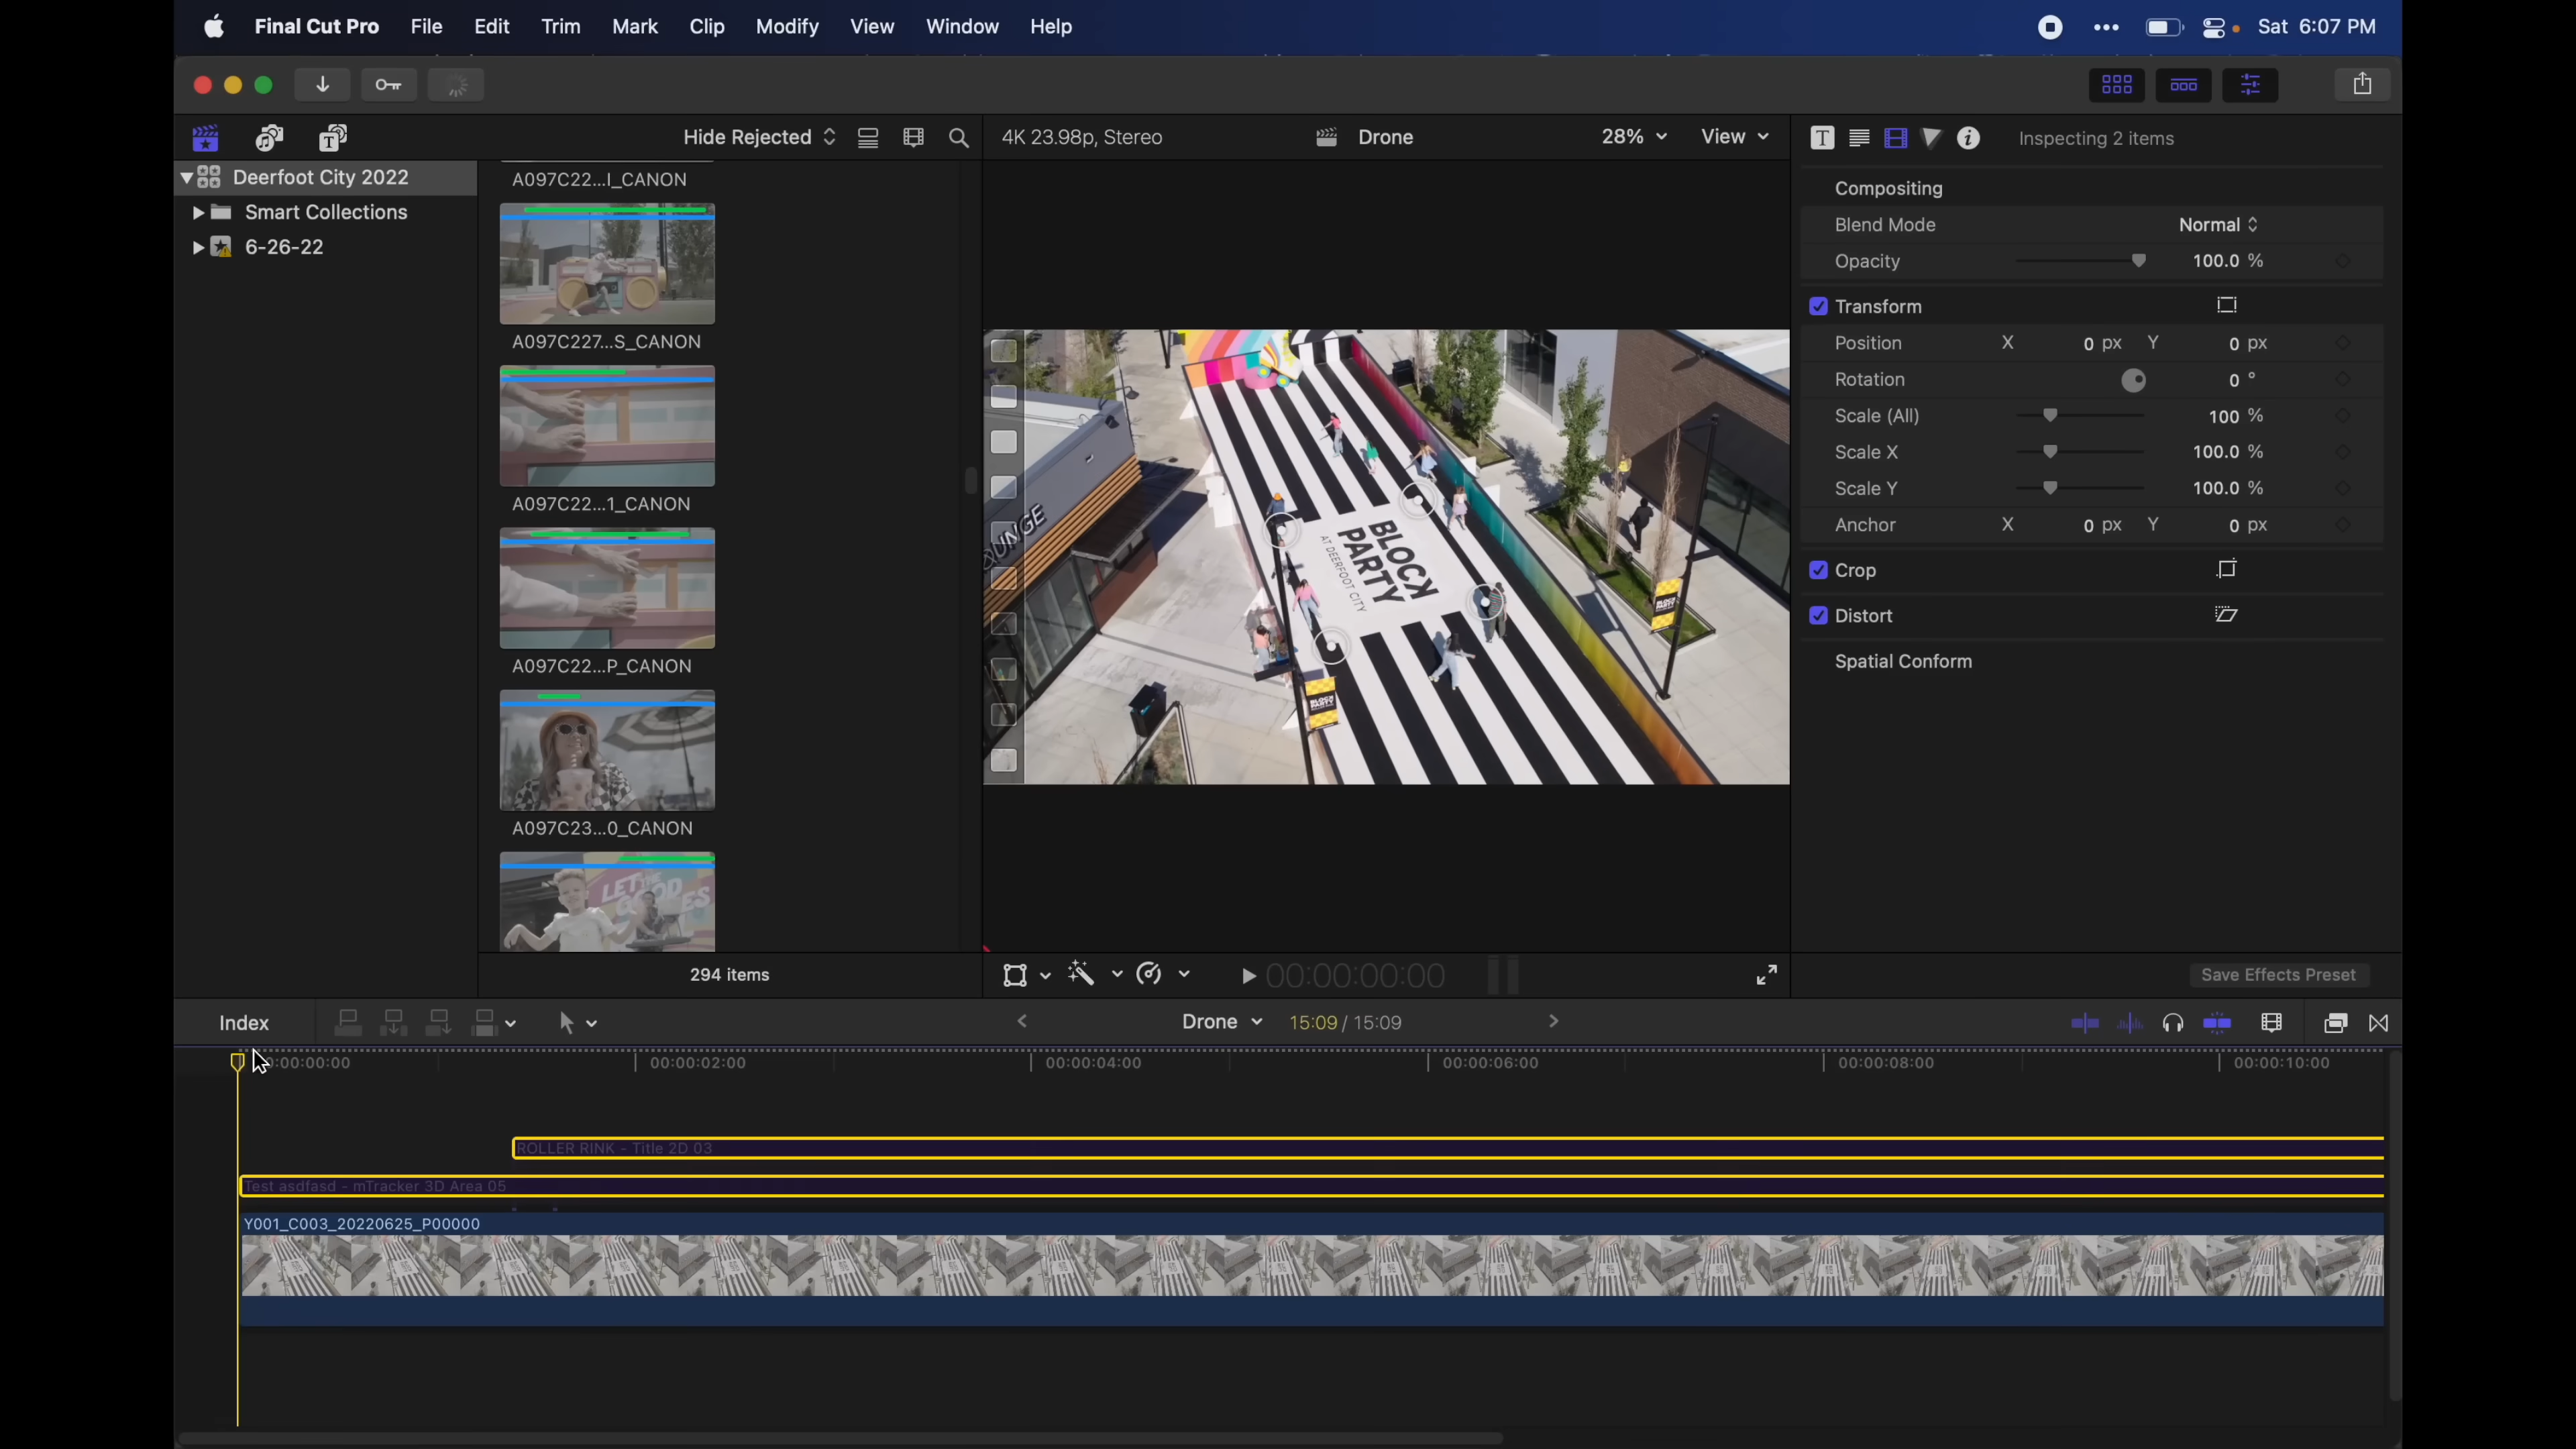 Final Cut Pro File Edit Trim Mark Clip Modify View Window Help
Sat 6:07 PM
Hide Rejected
4K 23.98p, Stereo
Drone
28%
View
Inspecting 2 items
Deerfoot City 2022
Smart Collections
6-26-22
A097C22...I_CANON
A097C227...S_CANON
A097C22...1_CANON
A097C22...P_CANON
A097C23...0_CANON
LET THE
294 items
LOUNGE
BLOCK
PARTY
AT DEERFOOT CITY
BLOCK
PARTY
BLOCK
PARTY
Compositing
Blend Mode Normal
Opacity 100.0 %
Transform
Position X 0 px Y 0 px
Rotation 0 °
Scale (All) 100 %
Scale X 100.0 %
Scale Y 100.0 %
Anchor X 0 px Y 0 px
Crop
Distort
Spatial Conform
00:00:00:00
Save Effects Preset
Index
Drone
15:09 / 15:09
:00:00:00 00:00:02:00 00:00:04:00 00:00:06:00 00:00:08:00 00:00:10:00
ROLLER RINK - Title 2D 03
Test asdfasd - mTracker 3D Area 05
Y001_C003_20220625_P00000